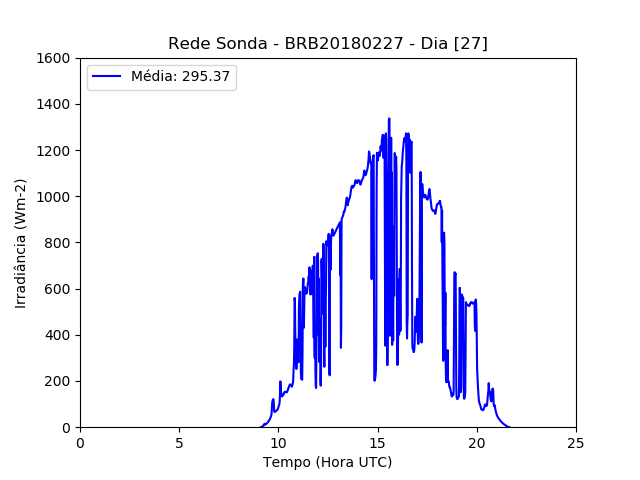 Rede Sonda - BRB20180227 - Dia [27]
Média: 295.37
1600
1400
1200
1000
800
600
400
200
0
0 5 10 15 20 25
Irradiância (Wm-2)
Tempo (Hora UTC)